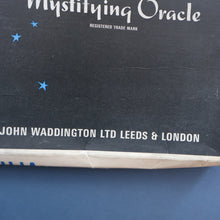 Mystifying Oracle
REGISTERED TRADE MARK
JOHN WADDINGTON LTD LEEDS & LONDON